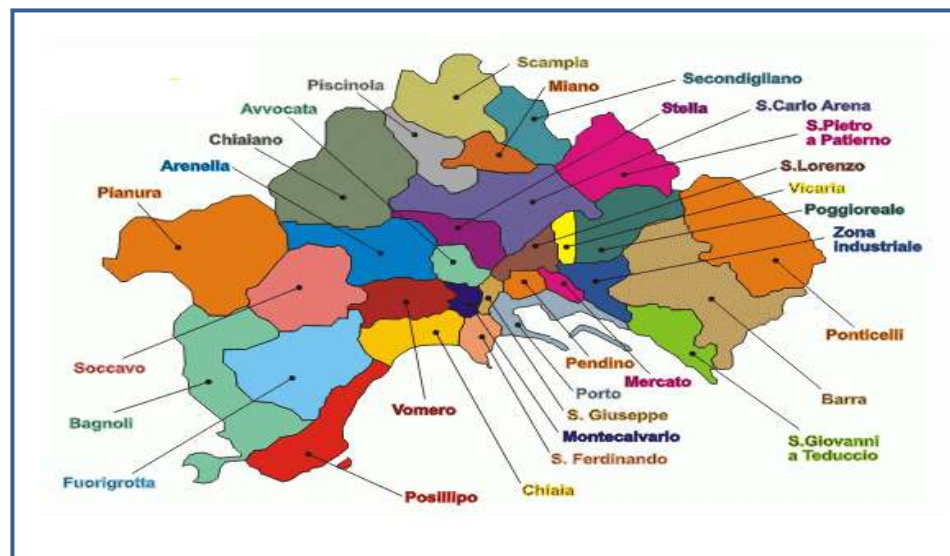 Scampia
Piscinola
Miano
Secondigliano
Avvocata
Stella
S.Carlo Arena
Chiaiano
S.Pietro
a Patierno
Arenella
S.Lorenzo
Pianura
Vicaria
Poggioreale
Zona
industriale
Ponticelli
Soccavo
Pendino
Mercato
Barra
Bagnoli
Vomero
Porto
S. Giuseppe
Montecalvario
S.Giovanni
a Teduccio
S. Ferdinando
Fuorigrotta
Posillipo
Chiaia